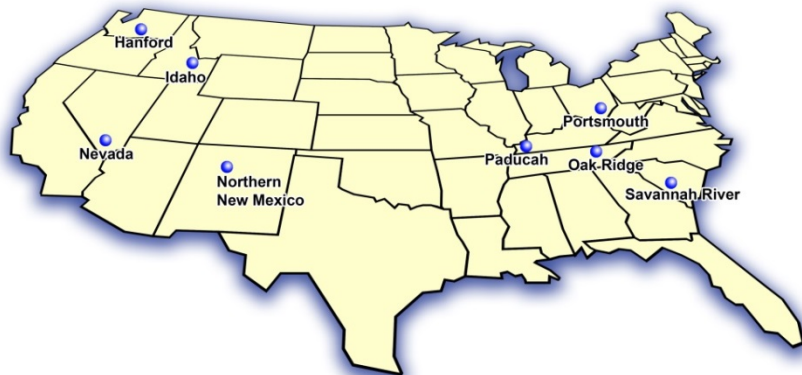 Hanford
Idaho
Portsmouth
Nevada
Paducah
Oak Ridge
Northern
New Mexico
Savannah River